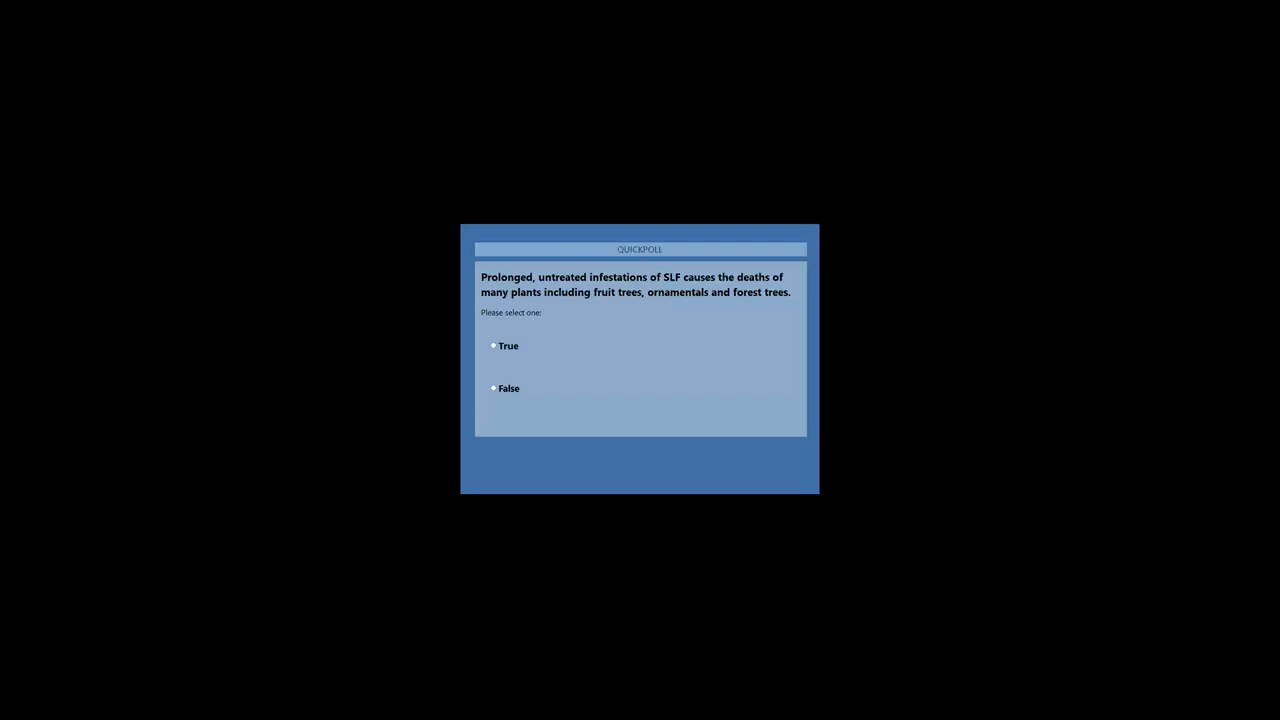 QUICKPOLL
Prolonged, untreated infestations of SLF causes the deaths of
many plants including fruit trees, ornamentals and forest trees.
Please select one:
True
False